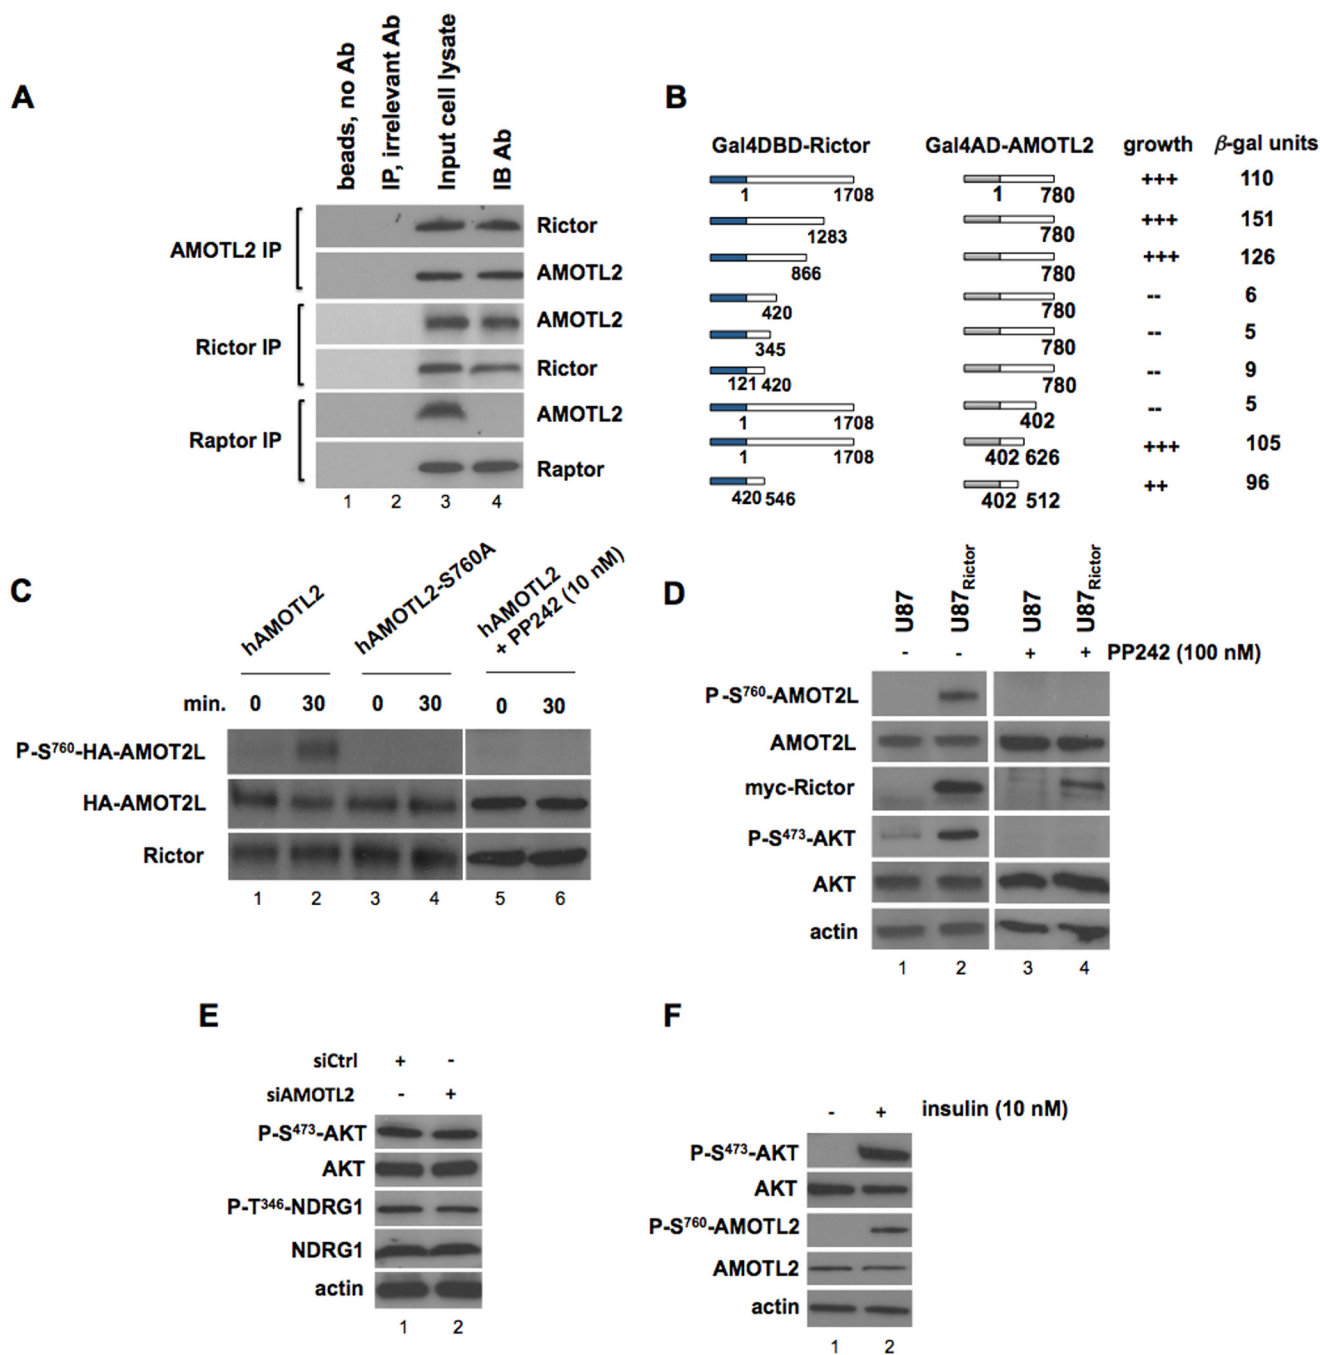 A
beads, no Ab
IP, irrelevant Ab
Input cell lysate
IB Ab
AMOTL2 IP
Rictor
AMOTL2
Rictor IP
AMOTL2
Rictor
Raptor IP
AMOTL2
Raptor
1 2 3 4
B
Gal4DBD-Rictor Gal4AD-AMOTL2 growth β-gal units
1 1708 1 780 +++ 110
1283 780 +++ 151
866 780 +++ 126
420 780 -- 6
345 780 -- 5
121 420 780 -- 9
1 1708 402 -- 5
1 1708 402 626 +++ 105
420 546 402 512 ++ 96
C
hAMOTL2
hAMOTL2-S760A
hAMOTL2
+ PP242 (10 nM)
min. 0 30 0 30 0 30
P-S760-HA-AMOT2L
HA-AMOT2L
Rictor
1 2 3 4 5 6
D
U87
U87Rictor
U87
U87Rictor
- - + + PP242 (100 nM)
P-S760-AMOT2L
AMOT2L
myc-Rictor
P-S473-AKT
AKT
actin
1 2 3 4
E
siCtrl + -
siAMOTL2 - +
P-S473-AKT
AKT
P-T346-NDRG1
NDRG1
actin
1 2
F
- + insulin (10 nM)
P-S473-AKT
AKT
P-S760-AMOTL2
AMOTL2
actin
1 2